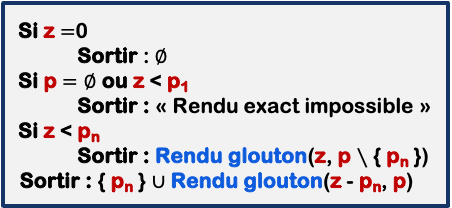 Si z =0
Sortir : ∅
Si p = ∅ ou z < p₁
Sortir : « Rendu exact impossible »
Si z < pₙ
Sortir : Rendu glouton(z, p \ { pₙ })
Sortir : { pₙ } ∪ Rendu glouton(z - pₙ, p)